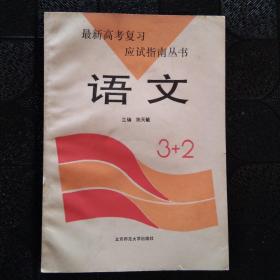 最新高考复习
应试指南丛书
语文
主编 陈天敏
3+2
北京师范大学出版社